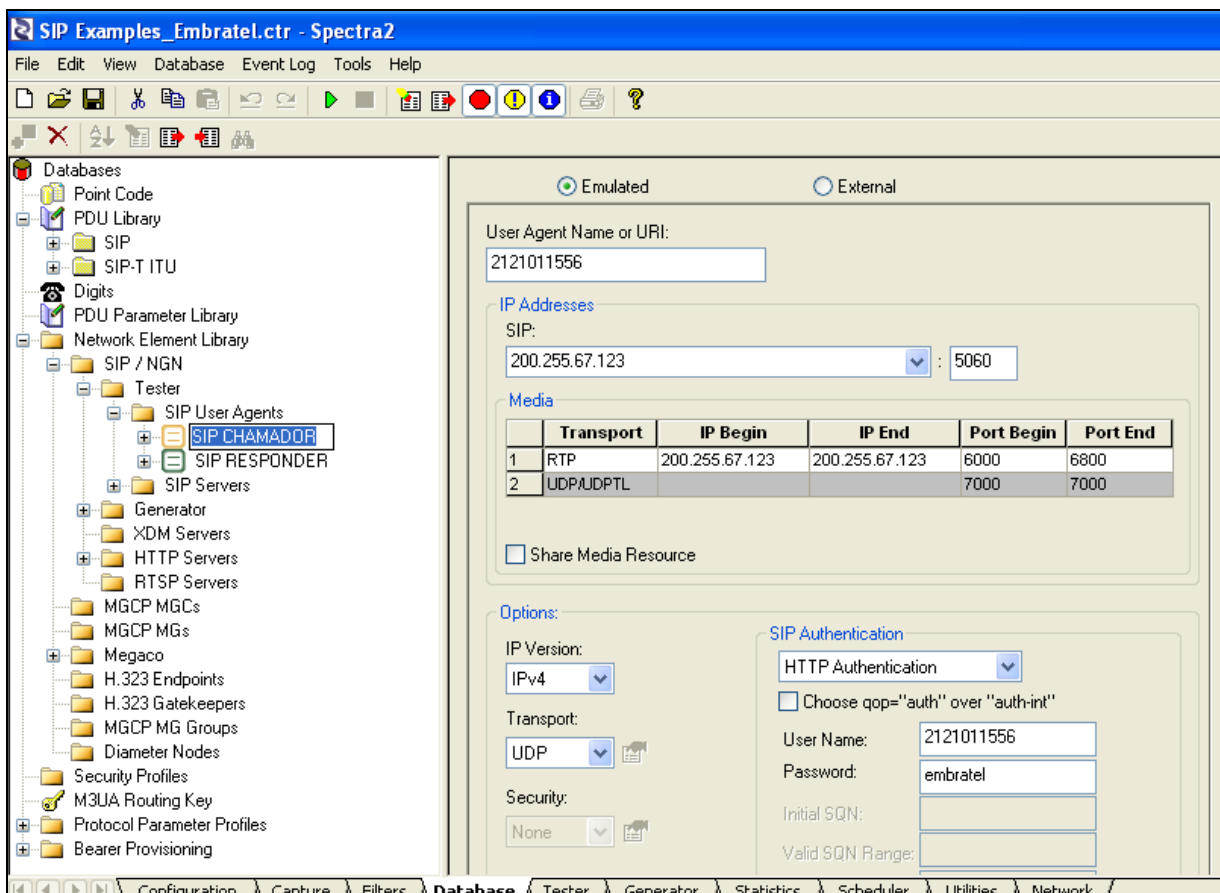 SIP Examples_Embratel.ctr - Spectra2
File Edit View Database Event Log Tools Help
Databases
Point Code
PDU Library
SIP
SIP-T ITU
Digits
PDU Parameter Library
Network Element Library
SIP / NGN
Tester
SIP User Agents
SIP CHAMADOR
SIP RESPONDER
SIP Servers
Generator
XDM Servers
HTTP Servers
RTSP Servers
MGCP MGCs
MGCP MGs
Megaco
H.323 Endpoints
H.323 Gatekeepers
MGCP MG Groups
Diameter Nodes
Security Profiles
M3UA Routing Key
Protocol Parameter Profiles
Bearer Provisioning
Emulated External
User Agent Name or URI:
2121011556
IP Addresses
SIP:
200.255.67.123 : 5060
Media
Transport IP Begin IP End Port Begin Port End
1 RTP 200.255.67.123 200.255.67.123 6000 6800
2 UDP/UDPTL 7000 7000
Share Media Resource
Options:
IP Version:
IPv4
Transport:
UDP
Security:
None
SIP Authentication
HTTP Authentication
Choose qop="auth" over "auth-int"
User Name: 2121011556
Password: embratel
Initial SQN:
Valid SQN Range:
Configuration Capture Filters Database Tester Generator Statistics Scheduler Utilities Network